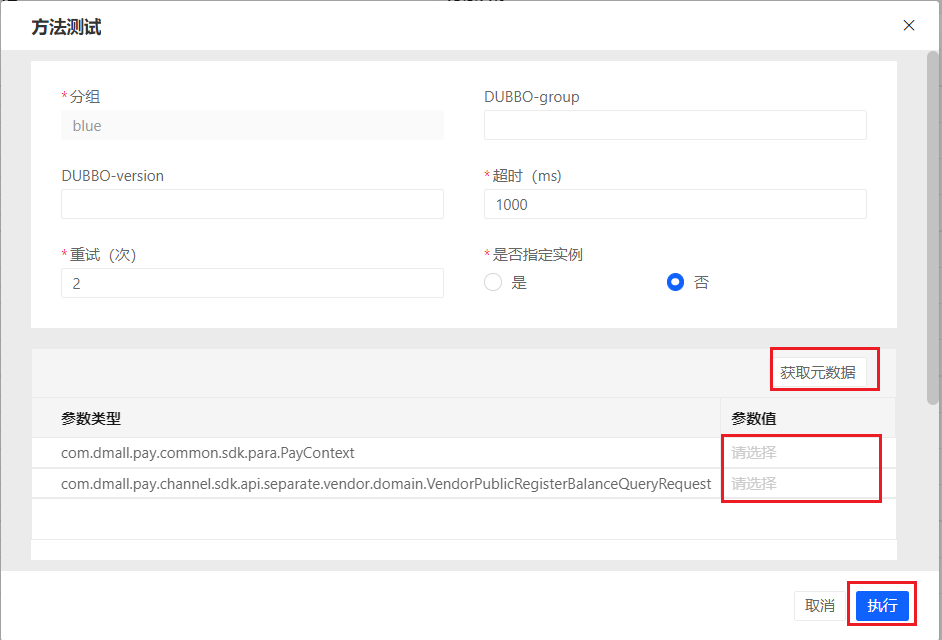 方法测试
*分组
DUBBO-group
blue
DUBBO-version
*超时（ms）
1000
*重试（次）
*是否指定实例
2
是
否
获取元数据
参数类型
参数值
com.dmall.pay.common.sdk.para.PayContext
请选择
com.dmall.pay.channel.sdk.api.separate.vendor.domain.VendorPublicRegisterBalanceQueryRequest
请选择
取消
执行